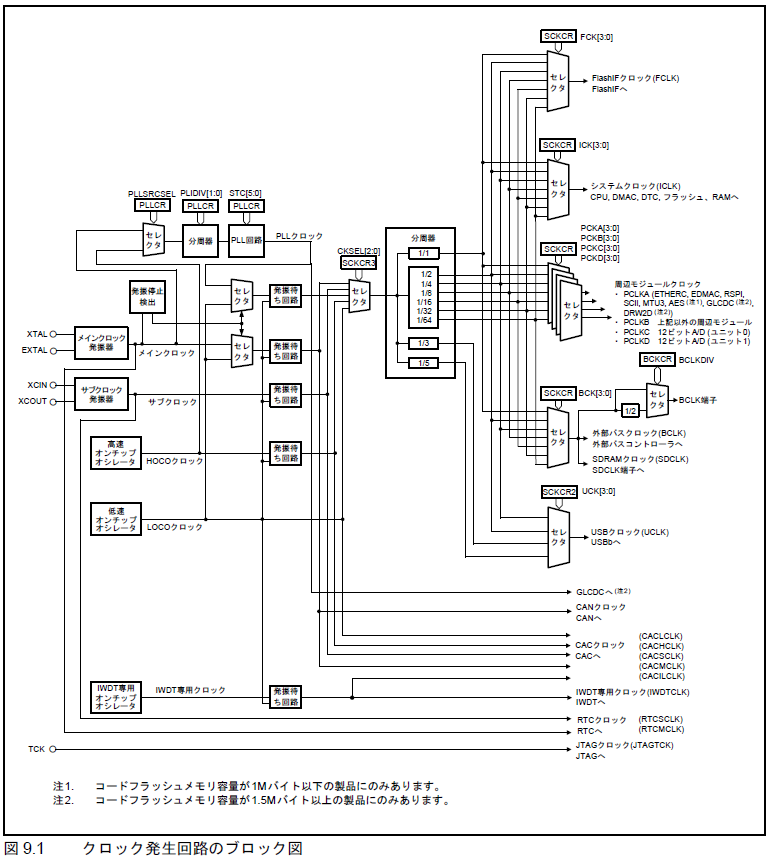 SCKCR FCK[3:0]
セレクタ
FlashIFクロック(FCLK)
FlashIFへ
SCKCR ICK[3:0]
セレクタ
システムクロック(ICLK)
CPU, DMAC, DTC, フラッシュ, RAMへ
PLLSRCSEL PLIDIV[1:0] STC[5:0]
PLLCR PLLCR PLLCR
セレクタ
分周器
PLL回路
PLLクロック
CKSEL[2:0]
SCKCR3
セレクタ
分周器
1/1
1/2
1/4
1/8
1/16
1/32
1/64
1/3
1/5
PCKA[3:0]
PCKB[3:0]
PCKC[3:0]
PCKD[3:0]
SCKCR
セレクタ
周辺モジュールクロック
・ PCLKA (ETHERC, EDMAC, RSPI,
SCII, MTU3, AES(注1), GLCDC(注2),
DRW2D(注2))
・ PCLKB 上記以外の周辺モジュール
・ PCLKC 12ビットA/D (ユニット0)
・ PCLKD 12ビットA/D (ユニット1)
発振停止検出
セレクタ
発振待ち回路
XTAL
EXTAL
メインクロック発振器
メインクロック
セレクタ
発振待ち回路
BCKCR BCLKDIV
セレクタ
1/2
BCLK端子
XCIN
XCOUT
サブクロック発振器
サブクロック
発振待ち回路
SCKCR BCK[3:0]
セレクタ
外部バスクロック(BCLK)
外部バスコントローラへ
SDRAMクロック(SDCLK)
SDCLK端子へ
高速
オンチップ
オシレータ
HOCOクロック
発振待ち回路
低速
オンチップ
オシレータ
LOCOクロック
SCKCR2 UCK[3:0]
セレクタ
USBクロック(UCLK)
USBbへ
GLCDCへ(注2)
CANクロック
CANへ
CACクロック
CACへ
(CACLCLK)
(CACHCLK)
(CACSCLK)
(CACMCLK)
(CACILCLK)
IWDT専用
オンチップ
オシレータ
IWDT専用クロック
発振待ち回路
IWDT専用クロック(IWDTCLK)
IWDTへ
RTCクロック (RTCSCLK)
RTCへ (RTCMCLK)
TCK
JTAGクロック(JTAGTCK)
JTAGへ
注1. コードフラッシュメモリ容量が1Mバイト以下の製品にのみあります。
注2. コードフラッシュメモリ容量が1.5Mバイト以上の製品にのみあります。
図 9.1 クロック発生回路のブロック図